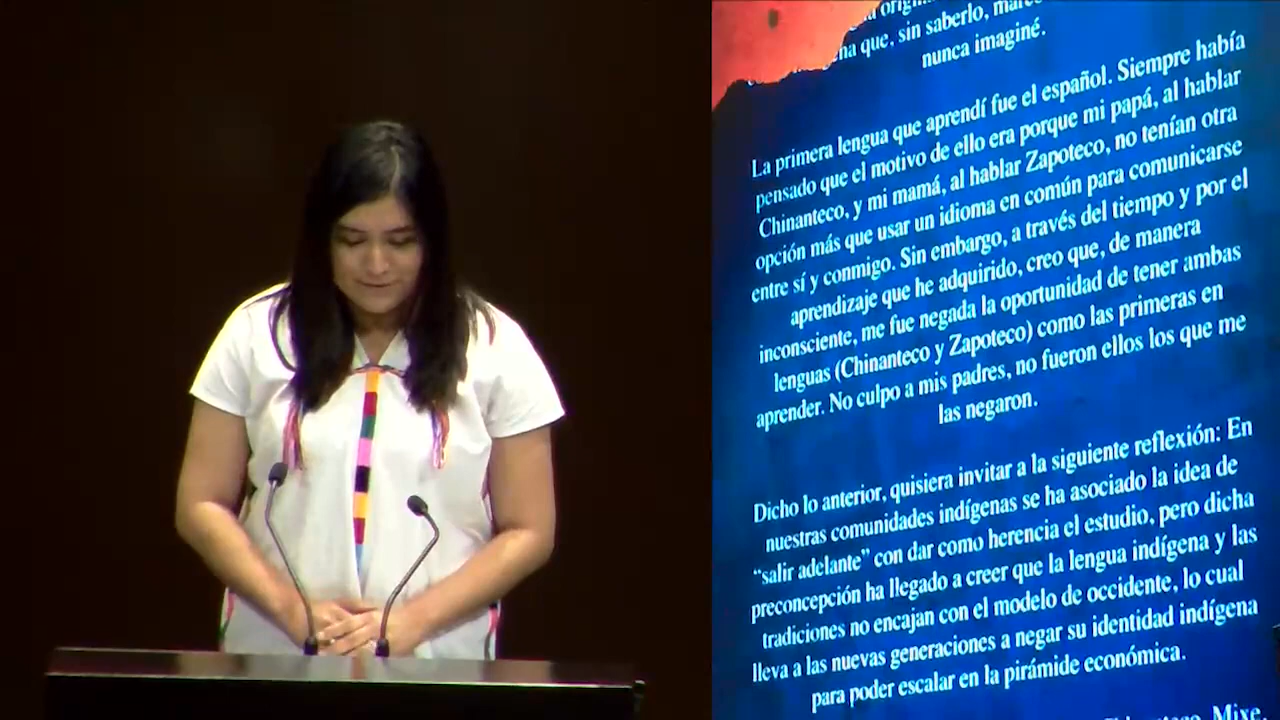 que, sin saberlo,
nunca imaginé.
La primera lengua que aprendí fue el español. Siempre había
pensado que el motivo de ello era porque mi papá, al hablar
Chinanteco, y mi mamá, al hablar Zapoteco, no tenían otra
opción más que usar un idioma en común para comunicarse
entre sí y conmigo. Sin embargo, a través del tiempo y por el
aprendizaje que he adquirido, creo que, de manera
inconsciente, me fue negada la oportunidad de tener ambas
lenguas (Chinanteco y Zapoteco) como las primeras en
aprender. No culpo a mis padres, no fueron ellos los que me
las negaron.
Dicho lo anterior, quisiera invitar a la siguiente reflexión: En
nuestras comunidades indígenas se ha asociado la idea de
“salir adelante” con dar como herencia el estudio, pero dicha
preconcepción ha llegado a creer que la lengua indígena y las
tradiciones no encajan con el modelo de occidente, lo cual
lleva a las nuevas generaciones a negar su identidad indígena
para poder escalar en la pirámide económica.
Mixe,